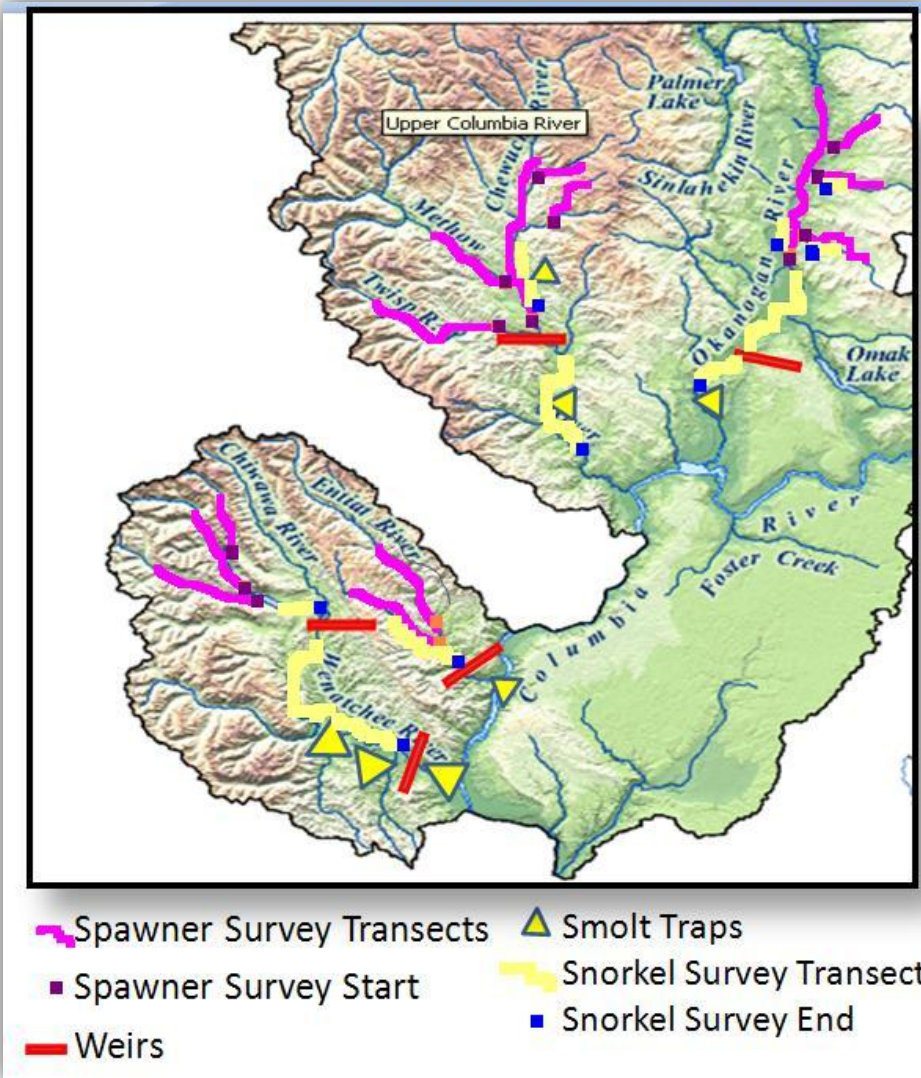 Palmer
Lake
Upper Columbia River
Chewuch River
Sinlahekin River
Methow
Twisp R.
Okanogan River
Omak
Lake
Chiwawa River
Entiat River
River
Foster Creek
Columbia
Wenatchee River
Spawner Survey Transects
Smolt Traps
Spawner Survey Start
Snorkel Survey Transect
Snorkel Survey End
Weirs